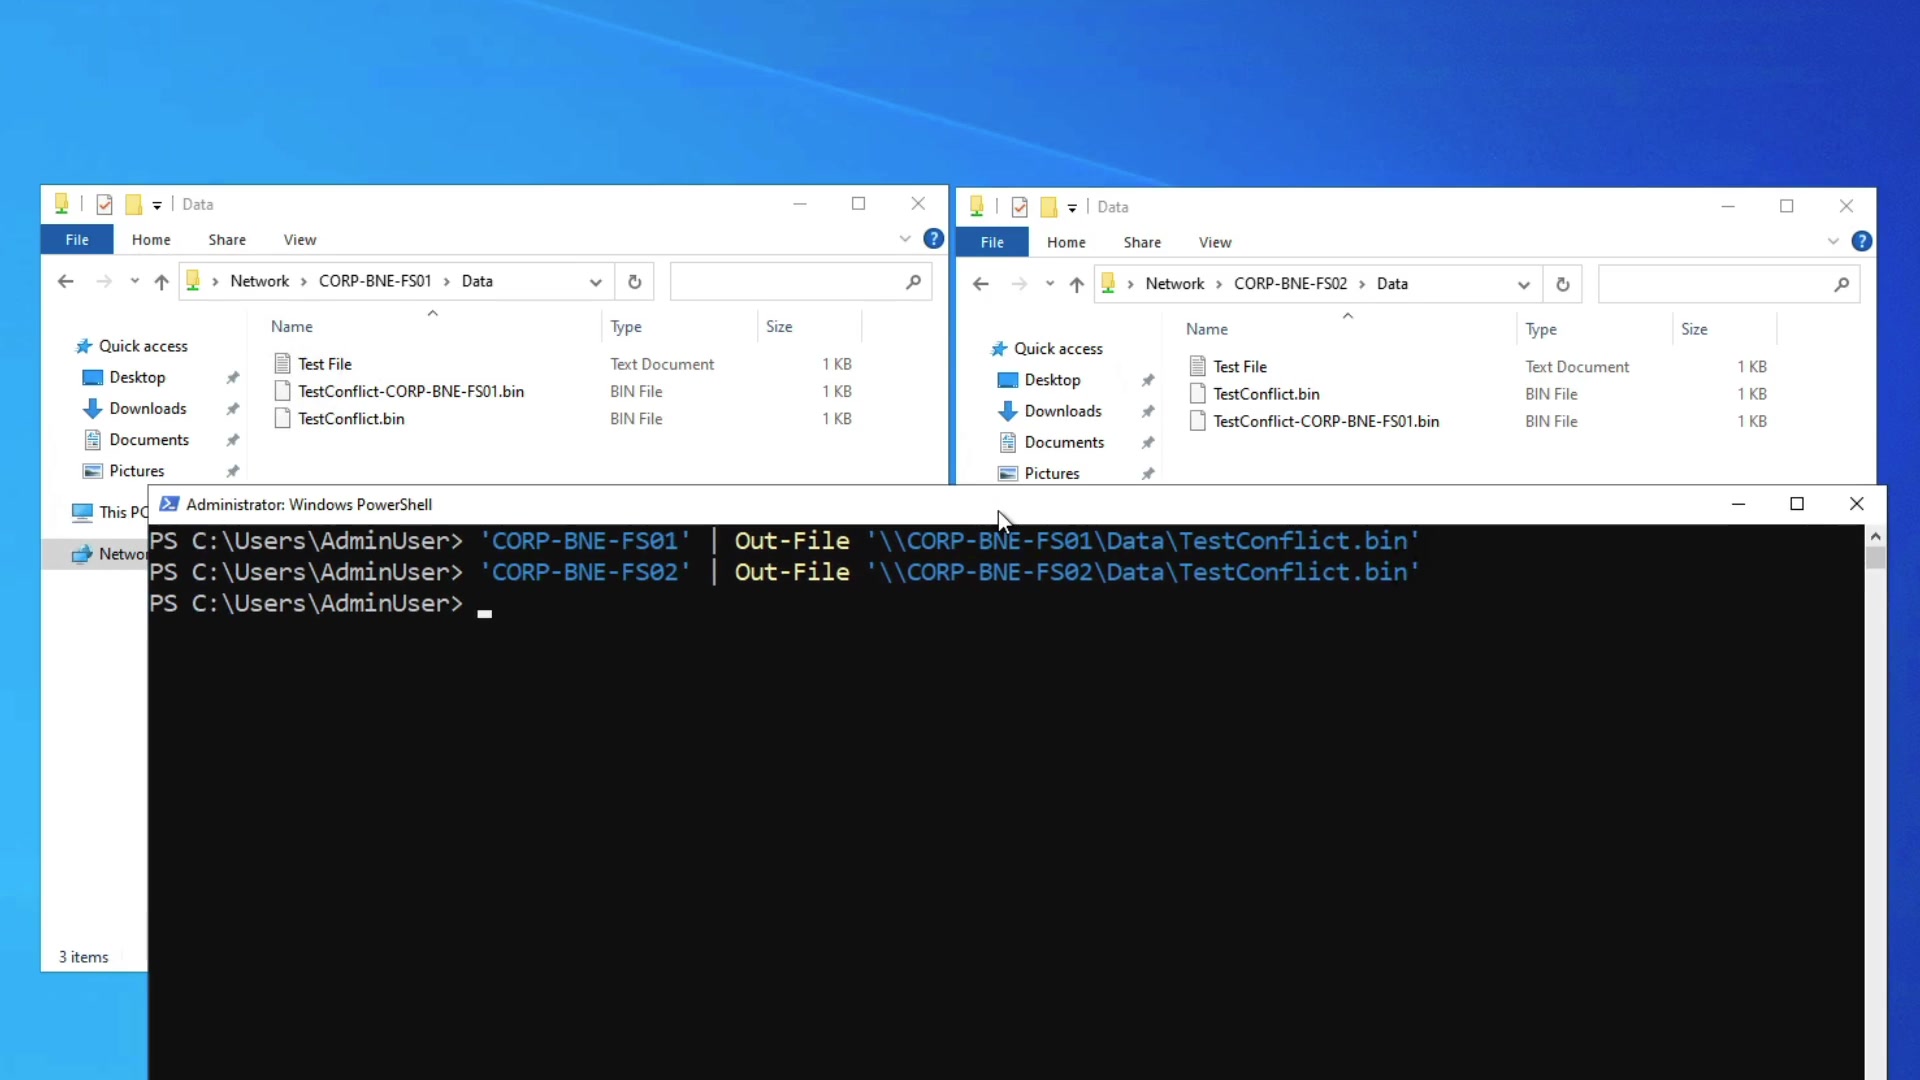 Data
File Home Share View
Network CORP-BNE-FS01 Data
Name Type Size
Quick access
Desktop
Downloads
Documents
Pictures
This PC
Netwo
Test File Text Document 1 KB
TestConflict-CORP-BNE-FS01.bin BIN File 1 KB
TestConflict.bin BIN File 1 KB
3 items
Data
File Home Share View
Network CORP-BNE-FS02 Data
Name Type Size
Quick access
Desktop
Downloads
Documents
Pictures
Test File Text Document 1 KB
TestConflict.bin BIN File 1 KB
TestConflict-CORP-BNE-FS01.bin BIN File 1 KB
Administrator: Windows PowerShell
PS C:\Users\AdminUser> 'CORP-BNE-FS01' | Out-File '\\CORP-BNE-FS01\Data\TestConflict.bin'
PS C:\Users\AdminUser> 'CORP-BNE-FS02' | Out-File '\\CORP-BNE-FS02\Data\TestConflict.bin'
PS C:\Users\AdminUser>